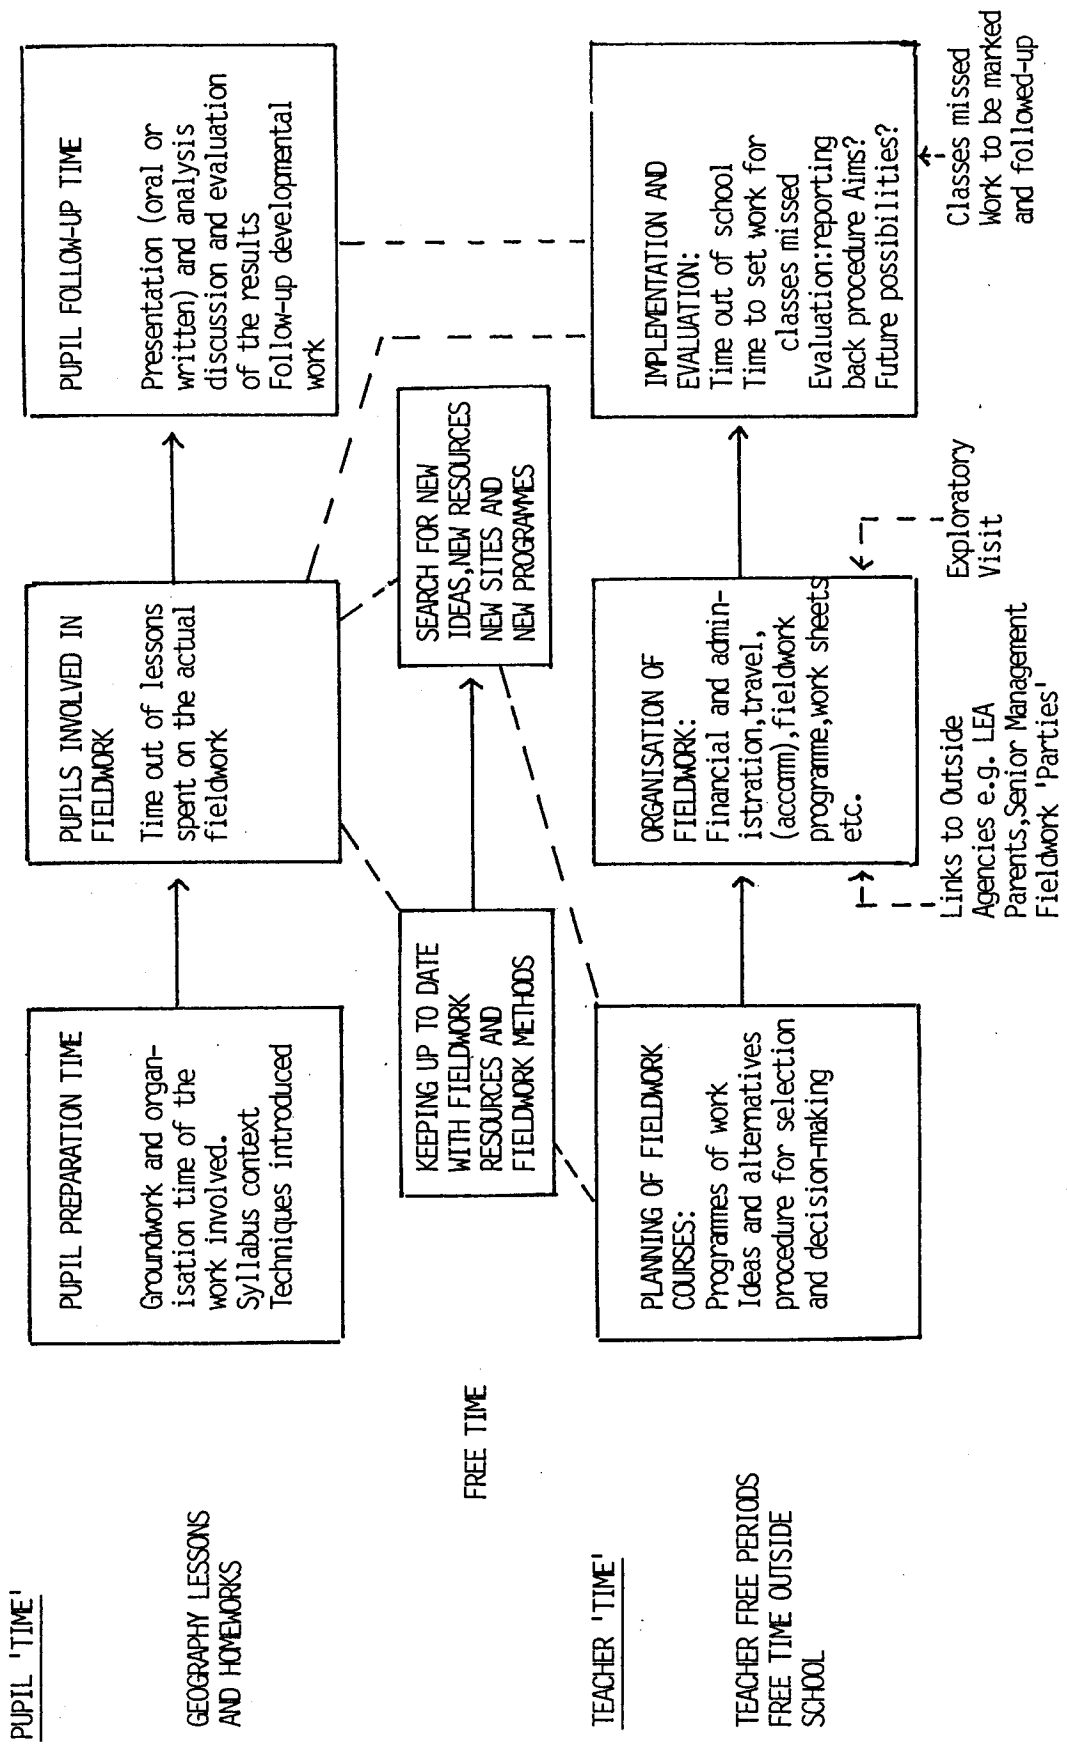 PUPIL 'TIME'
GEOGRAPHY LESSONS
AND HOMEWORKS
PUPIL PREPARATION TIME
Groundwork and organ-
isation time of the
work involved.
Syllabus context
Techniques introduced
PUPILS INVOLVED IN
FIELDWORK
Time out of lessons
spent on the actual
fieldwork
PUPIL FOLLOW-UP TIME
Presentation (oral or
written) and analysis
discussion and evaluation
of the results
Follow-up developmental
work
FREE TIME
KEEPING UP TO DATE
WITH FIELDWORK
RESOURCES AND
FIELDWORK METHODS
SEARCH FOR NEW
IDEAS,NEW RESOURCES
NEW SITES AND
NEW PROGRAMMES
TEACHER 'TIME'
TEACHER FREE PERIODS
FREE TIME OUTSIDE
SCHOOL
PLANNING OF FIELDWORK
COURSES:
Programmes of work
Ideas and alternatives
procedure for selection
and decision-making
ORGANISATION OF
FIELDWORK:
Financial and admin-
istration,travel,
(accomm),fieldwork
programme,work sheets
etc.
IMPLEMENTATION AND
EVALUATION:
Time out of school
Time to set work for
classes missed
Evaluation:reporting
back procedure Aims?
Future possibilities?
Links to Outside
Agencies e.g. LEA
Parents,Senior Management
Fieldwork 'Parties'
Exploratory
Visit
Classes missed
Work to be marked
and followed-up